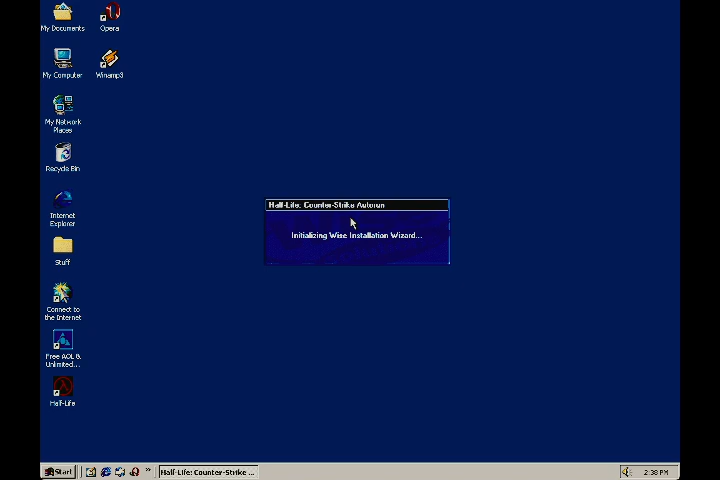 My Documents
Opera
My Computer
Winamp3
My Network
Places
Recycle Bin
Internet
Explorer
Stuff
Connect to
the Internet
Free AOL &
Unlimited...
Half-Life
Half-Life: Counter-Strike Autorun
Initializing Wise Installation Wizard...
Start
»
Half-Life: Counter-Strike ...
2:38 PM